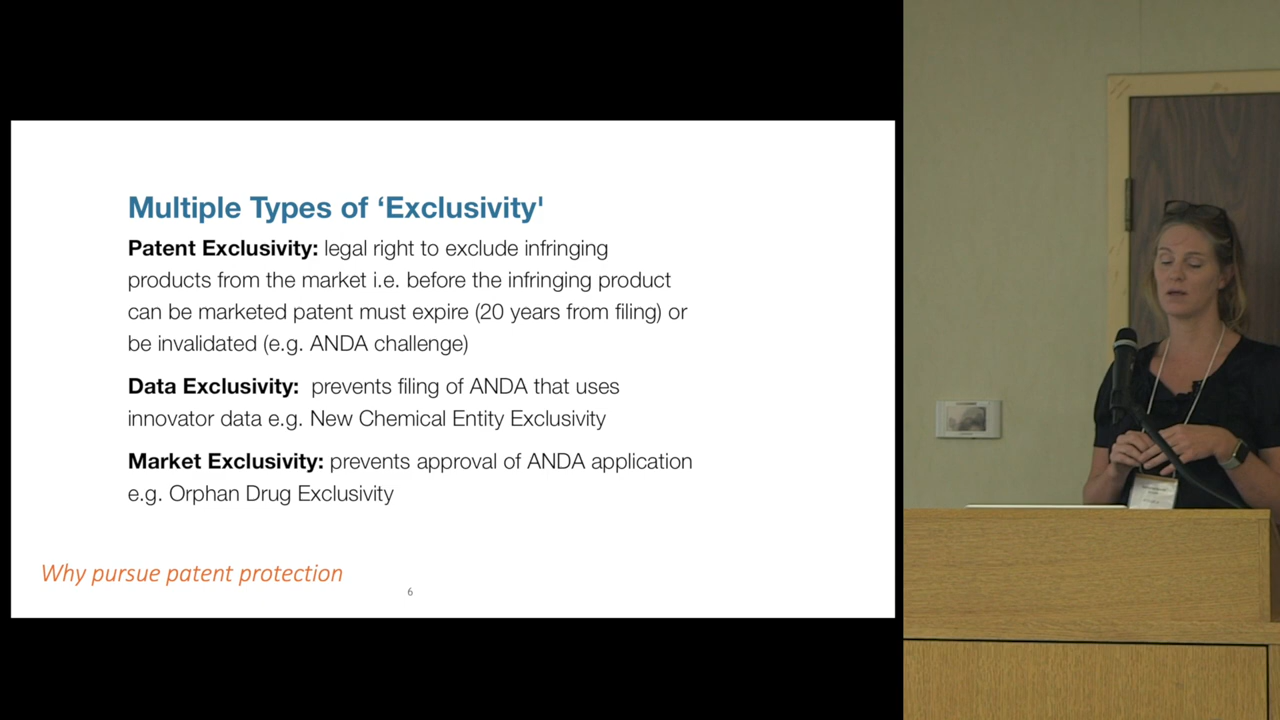 Multiple Types of ‘Exclusivity'
Patent Exclusivity: legal right to exclude infringing
products from the market i.e. before the infringing product
can be marketed patent must expire (20 years from filing) or
be invalidated (e.g. ANDA challenge)
Data Exclusivity:  prevents filing of ANDA that uses
innovator data e.g. New Chemical Entity Exclusivity
Market Exclusivity: prevents approval of ANDA application
e.g. Orphan Drug Exclusivity
Why pursue patent protection
6